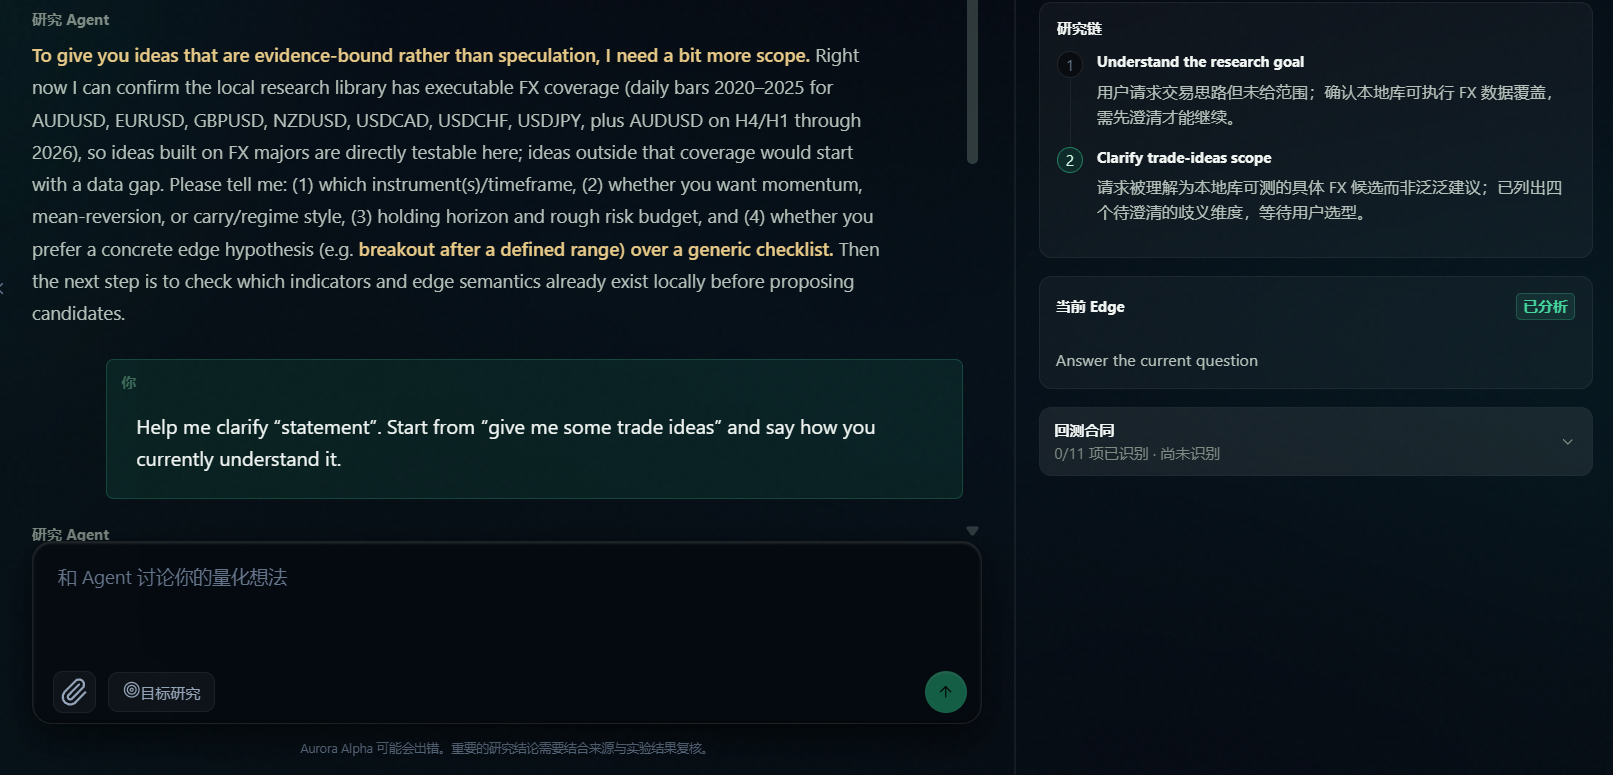 研究 Agent
To give you ideas that are evidence-bound rather than speculation, I need a bit more scope. Right
now I can confirm the local research library has executable FX coverage (daily bars 2020–2025 for
AUDUSD, EURUSD, GBPUSD, NZDUSD, USDCAD, USDCHF, USDJPY, plus AUDUSD on H4/H1 through
2026), so ideas built on FX majors are directly testable here; ideas outside that coverage would start
with a data gap. Please tell me: (1) which instrument(s)/timeframe, (2) whether you want momentum,
mean-reversion, or carry/regime style, (3) holding horizon and rough risk budget, and (4) whether you
prefer a concrete edge hypothesis (e.g. breakout after a defined range) over a generic checklist. Then
the next step is to check which indicators and edge semantics already exist locally before proposing
candidates.
你
Help me clarify “statement”. Start from “give me some trade ideas” and say how you
currently understand it.
研究 Agent
和 Agent 讨论你的量化想法
目标研究
Aurora Alpha 可能会出错。重要的研究结论需要结合来源与实验结果复核。
研究链
1
Understand the research goal
用户请求交易思路但未给范围；确认本地库可执行 FX 数据覆盖，
需先澄清才能继续。
2
Clarify trade-ideas scope
请求被理解为本地库可测的具体 FX 候选而非泛泛建议；已列出四
个待澄清的歧义维度，等待用户选型。
当前 Edge
已分析
Answer the current question
回测合同
0/11 项已识别 · 尚未识别